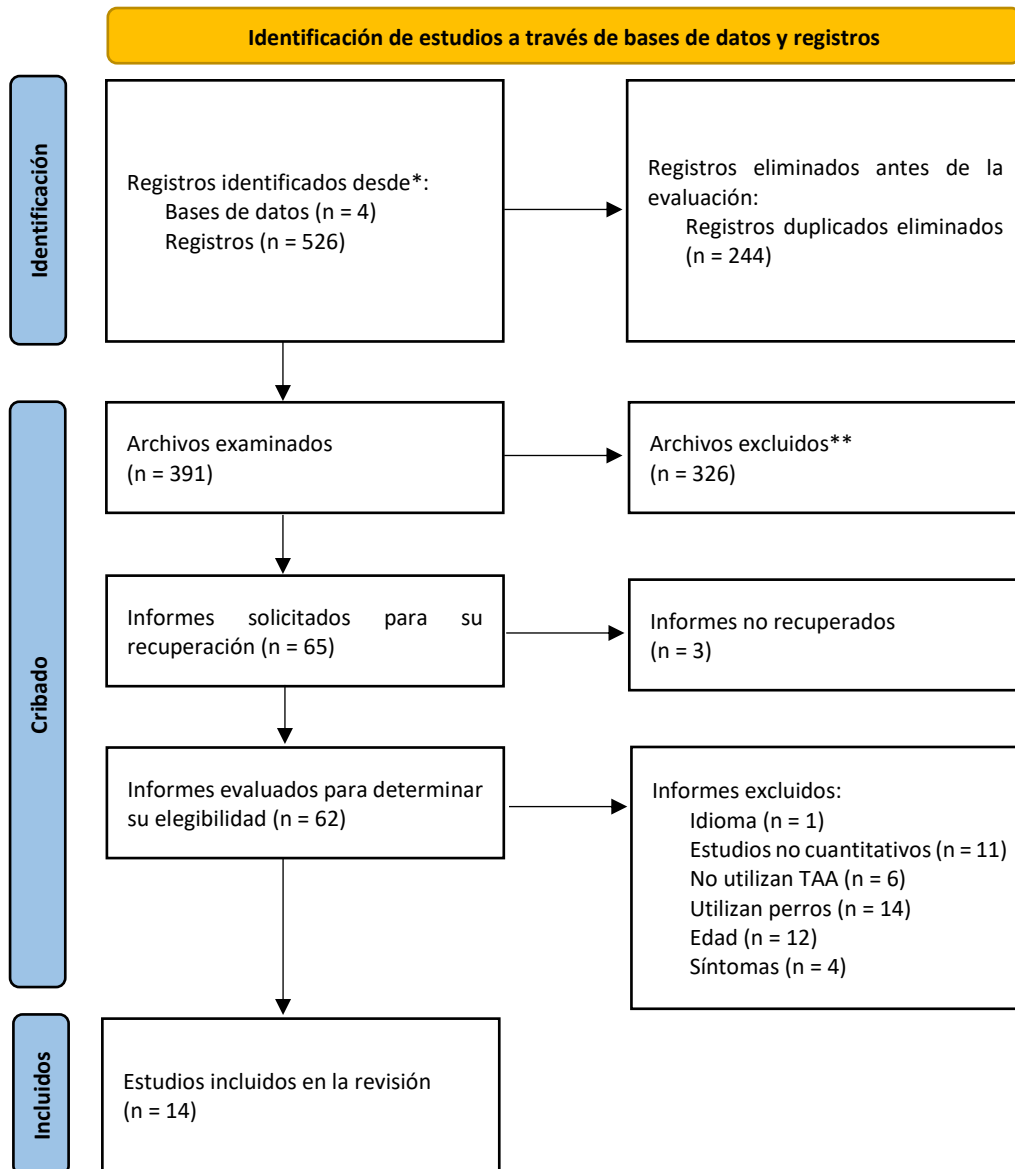 Identificación de estudios a través de bases de datos y registros
Identificación
Registros identificados desde*:
Bases de datos (n = 4)
Registros (n = 526)
Registros eliminados antes de la
evaluación:
Registros duplicados eliminados
(n = 244)
Cribado
Archivos examinados
(n = 391)
Archivos excluidos**
(n = 326)
Informes solicitados para su
recuperación (n = 65)
Informes no recuperados
(n = 3)
Informes evaluados para determinar
su elegibilidad (n = 62)
Informes excluidos:
Idioma (n = 1)
Estudios no cuantitativos (n = 11)
No utilizan TAA (n = 6)
Utilizan perros (n = 14)
Edad (n = 12)
Síntomas (n = 4)
Incluidos
Estudios incluidos en la revisión
(n = 14)